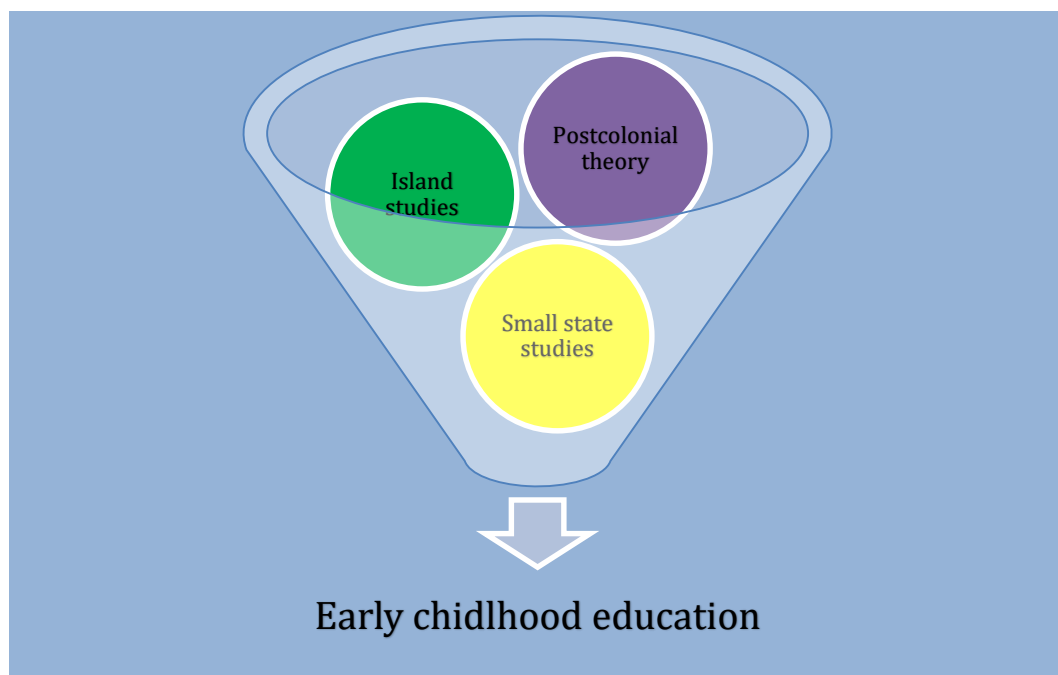 Postcolonial
theory
Island
studies
Small state
studies
Early chidlhood education